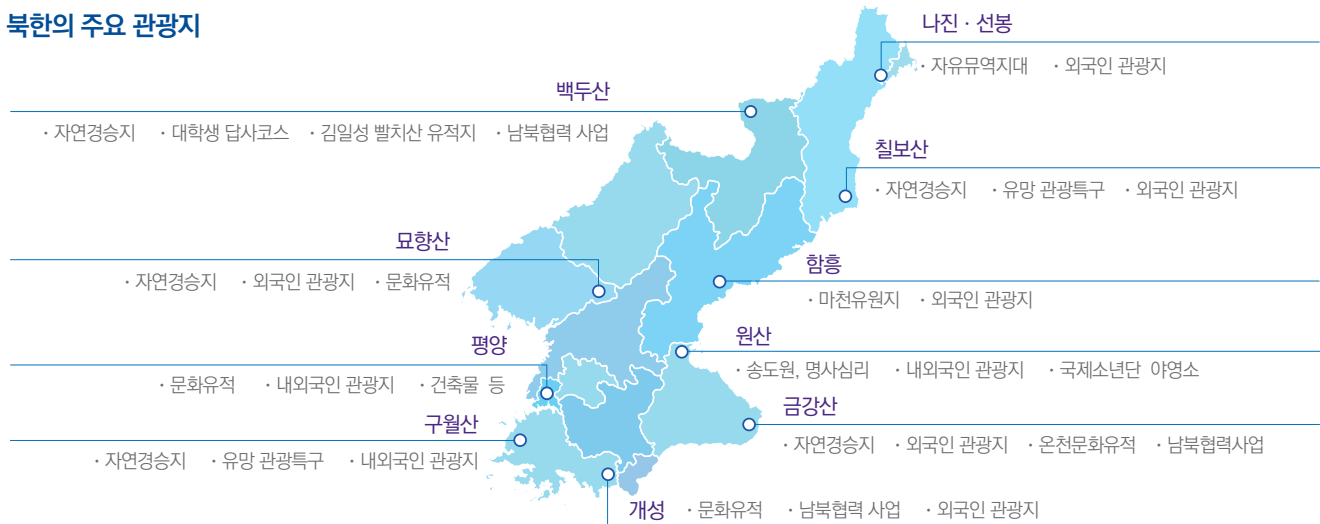 북한의 주요 관광지
나진 · 선봉
· 자유뮤역지대 · 외국인 관광지
백두산
· 자연경승지 · 대학생 답사코스 · 김일성 빨치산 유적지 · 남북협력 사업
칠보산
· 자연경승지 · 유망 관광특구 · 외국인 관광지
묘향산
· 자연경승지 · 외국인 관광지 · 문화유적
함흥
· 마천유원지 · 외국인 관광지
원산
· 송도원, 명사심리 · 내외국인 관광지 · 국제소년단 야영소
평양
· 문화유적 · 내외국인 관광지 · 건축물 등
금강산
· 자연경승지 · 외국인 관광지 · 온천문화유적 · 남북협력사업
구월산
· 자연경승지 · 유망 관광특구 · 내외국인 관광지
개성 · 문화유적 · 남북협력 사업 · 외국인 관광지